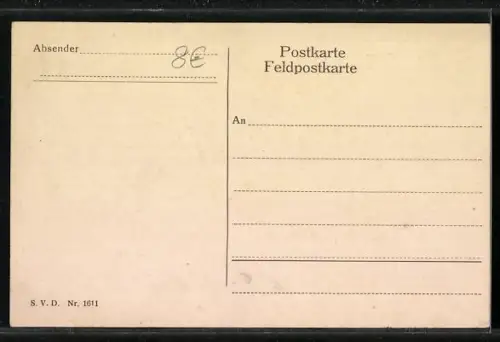 Absender
8€
Postkarte
Feldpostkarte
An
S. V. D. Nr. 1611